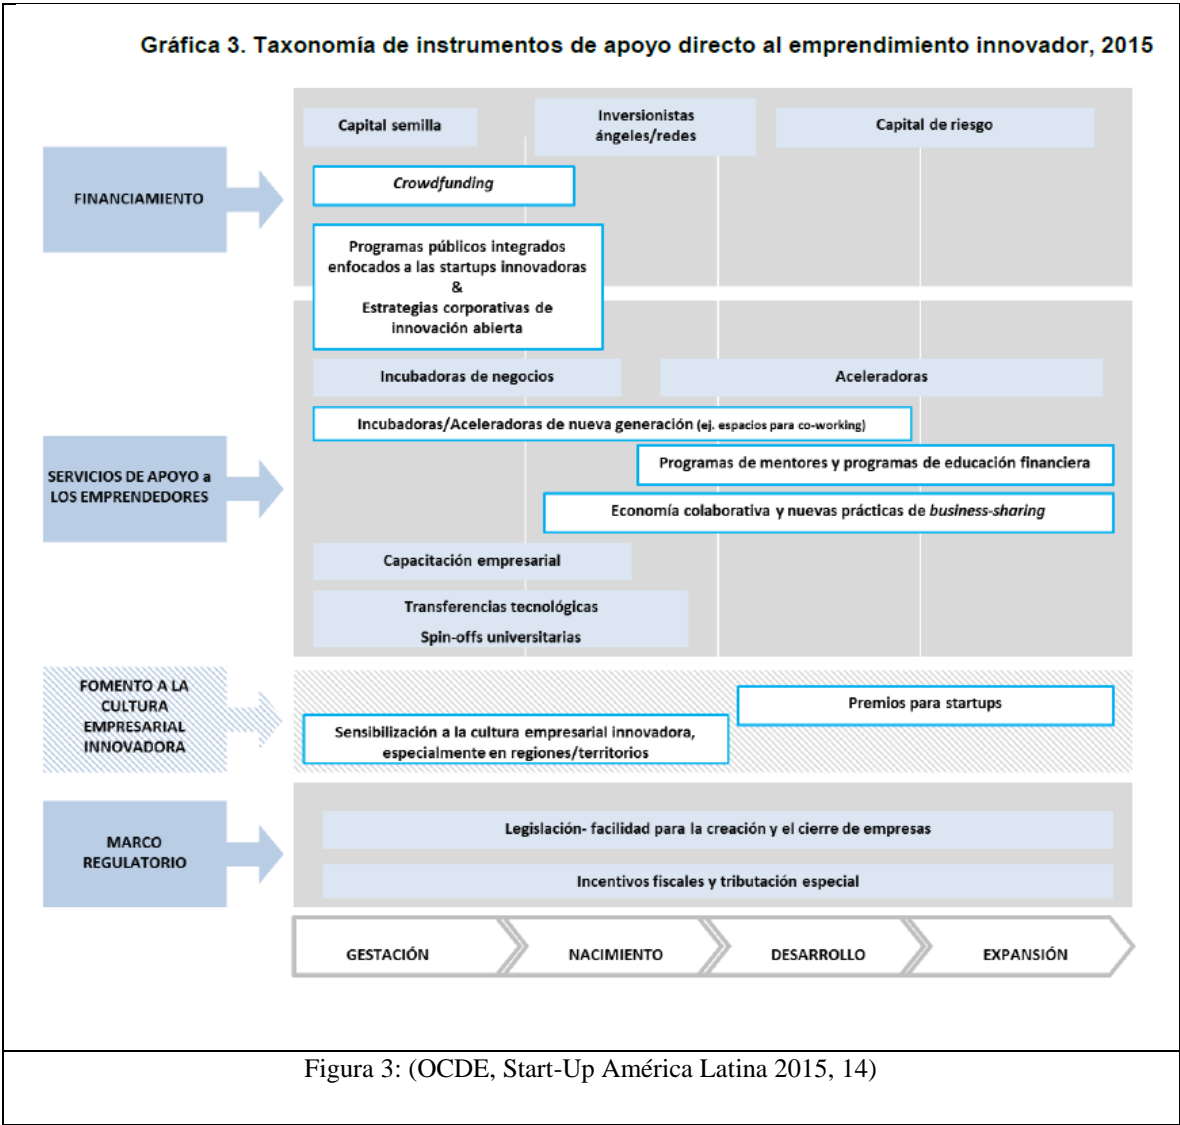 Gráfica 3. Taxonomía de instrumentos de apoyo directo al emprendimiento innovador, 2015
FINANCIAMIENTO
Capital semilla
Inversionistas
ángeles/redes
Capital de riesgo
Crowdfunding
Programas públicos integrados
enfocados a las startups innovadoras
&
Estrategias corporativas de
innovación abierta
SERVICIOS DE APOYO a
LOS EMPRENDEDORES
Incubadoras de negocios
Aceleradoras
Incubadoras/Aceleradoras de nueva generación (ej. espacios para co-working)
Programas de mentores y programas de educación financiera
Economía colaborativa y nuevas prácticas de business-sharing
Capacitación empresarial
Transferencias tecnológicas
Spin-offs universitarias
FOMENTO A LA
CULTURA
EMPRESARIAL
INNOVADORA
Premios para startups
Sensibilización a la cultura empresarial innovadora,
especialmente en regiones/territorios
MARCO
REGULATORIO
Legislación- facilidad para la creación y el cierre de empresas
Incentivos fiscales y tributación especial
GESTACIÓN
NACIMIENTO
DESARROLLO
EXPANSIÓN
Figura 3: (OCDE, Start-Up América Latina 2015, 14)